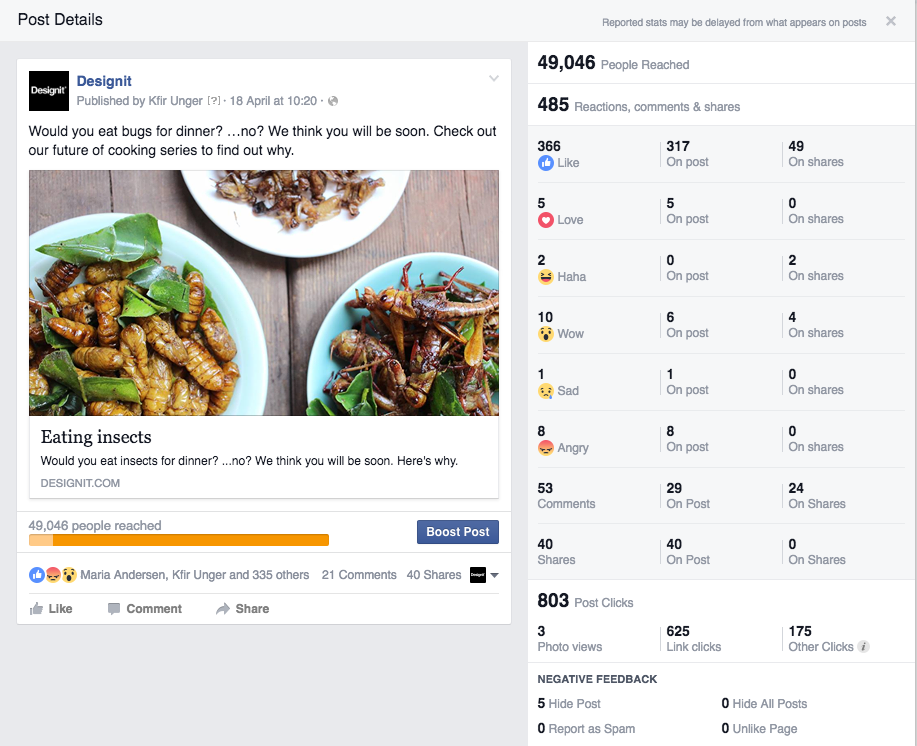 Post Details
Reported stats may be delayed from what appears on posts
Designit
Designit
Published by Kfir Unger [?] · 18 April at 10:20 ·
Would you eat bugs for dinner? …no? We think you will be soon. Check out
our future of cooking series to find out why.
Eating insects
Would you eat insects for dinner? ...no? We think you will be soon. Here's why.
DESIGNIT.COM
49,046 people reached
Boost Post
Maria Andersen, Kfir Unger and 335 others 21 Comments 40 Shares Designit
Like Comment Share
49,046 People Reached
485 Reactions, comments & shares
366 317 49
Like On post On shares
5 5 0
Love On post On shares
2 0 2
Haha On post On shares
10 6 4
Wow On post On shares
1 1 0
Sad On post On shares
8 8 0
Angry On post On shares
53 29 24
Comments On Post On Shares
40 40 0
Shares On Post On Shares
803 Post Clicks
3 625 175
Photo views Link clicks Other Clicks i
NEGATIVE FEEDBACK
5 Hide Post 0 Hide All Posts
0 Report as Spam 0 Unlike Page